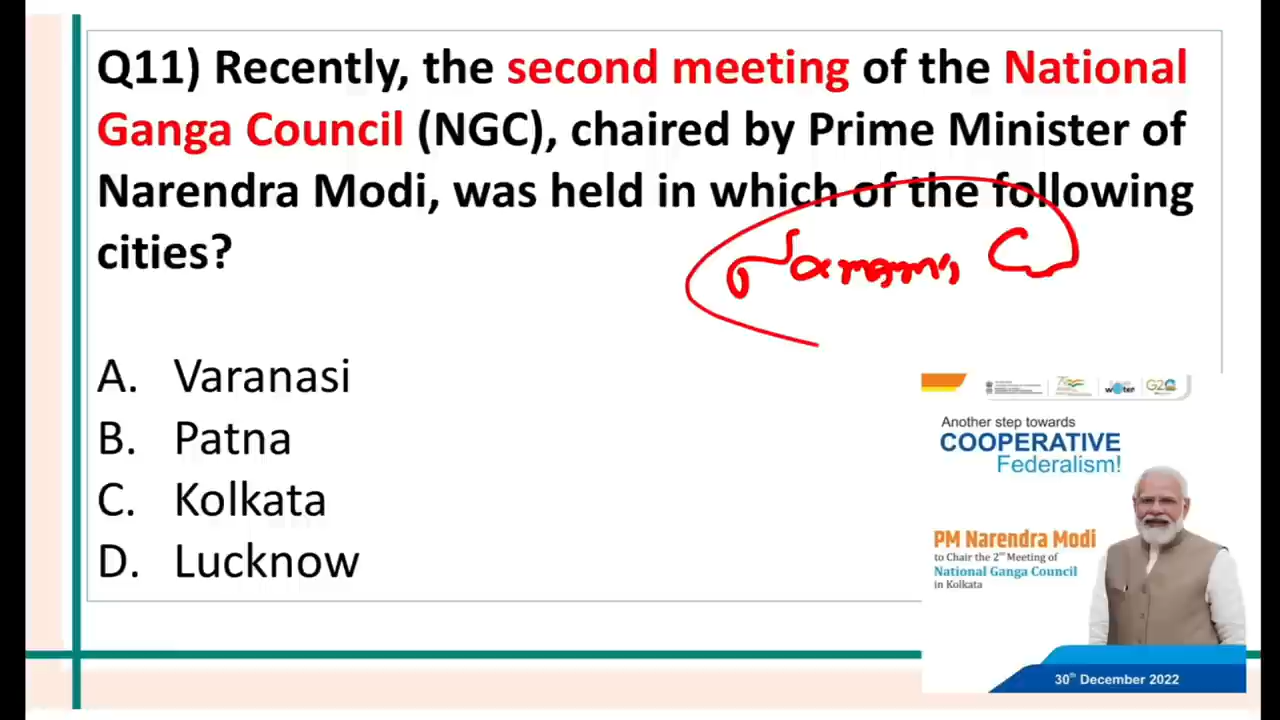 Q11) Recently, the second meeting of the National
Ganga Council (NGC), chaired by Prime Minister of
Narendra Modi, was held in which of the following
cities?
A. Varanasi
B. Patna
C. Kolkata
D. Lucknow
G20
Another step towards
COOPERATIVE
Federalism!
PM Narendra Modi
to Chair the 2nd Meeting of
National Ganga Council
in Kolkata
30th December 2022